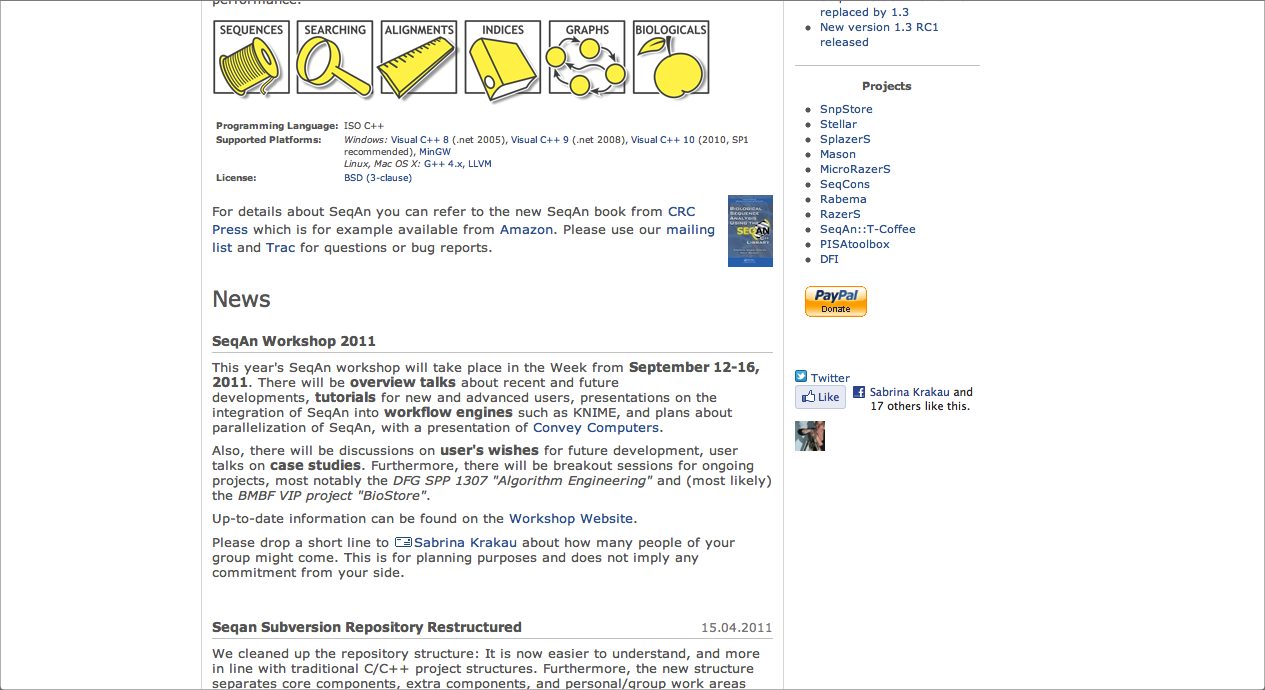 performance.
SEQUENCES SEARCHING ALIGNMENTS INDICES GRAPHS BIOLOGICALS
Programming Language: ISO C++
Supported Platforms: Windows: Visual C++ 8 (.net 2005), Visual C++ 9 (.net 2008), Visual C++ 10 (2010, SP1
recommended), MinGW
Linux, Mac OS X: G++ 4.x, LLVM
License: BSD (3-clause)
For details about SeqAn you can refer to the new SeqAn book from CRC
Press which is for example available from Amazon. Please use our mailing
list and Trac for questions or bug reports.
BIOLOGICAL
SEQUENCE
ANALYSIS
USING THE
SEQAN
C++
LIBRARY
News
SeqAn Workshop 2011
This year's SeqAn workshop will take place in the Week from September 12-16,
2011. There will be overview talks about recent and future
developments, tutorials for new and advanced users, presentations on the
integration of SeqAn into workflow engines such as KNIME, and plans about
parallelization of SeqAn, with a presentation of Convey Computers.
Also, there will be discussions on user's wishes for future development, user
talks on case studies. Furthermore, there will be breakout sessions for ongoing
projects, most notably the DFG SPP 1307 "Algorithm Engineering" and (most likely)
the BMBF VIP project "BioStore".
Up-to-date information can be found on the Workshop Website.
Please drop a short line to Sabrina Krakau about how many people of your
group might come. This is for planning purposes and does not imply any
commitment from your side.
Seqan Subversion Repository Restructured 15.04.2011
We cleaned up the repository structure: It is now easier to understand, and more
in line with traditional C/C++ project structures. Furthermore, the new structure
separates core components, extra components, and personal/group work areas
replaced by 1.3
New version 1.3 RC1
released
Projects
SnpStore
Stellar
SplazerS
Mason
MicroRazerS
SeqCons
Rabema
RazerS
SeqAn::T-Coffee
PISAtoolbox
DFI
PayPal
Donate
Twitter
Like
Sabrina Krakau and
17 others like this.